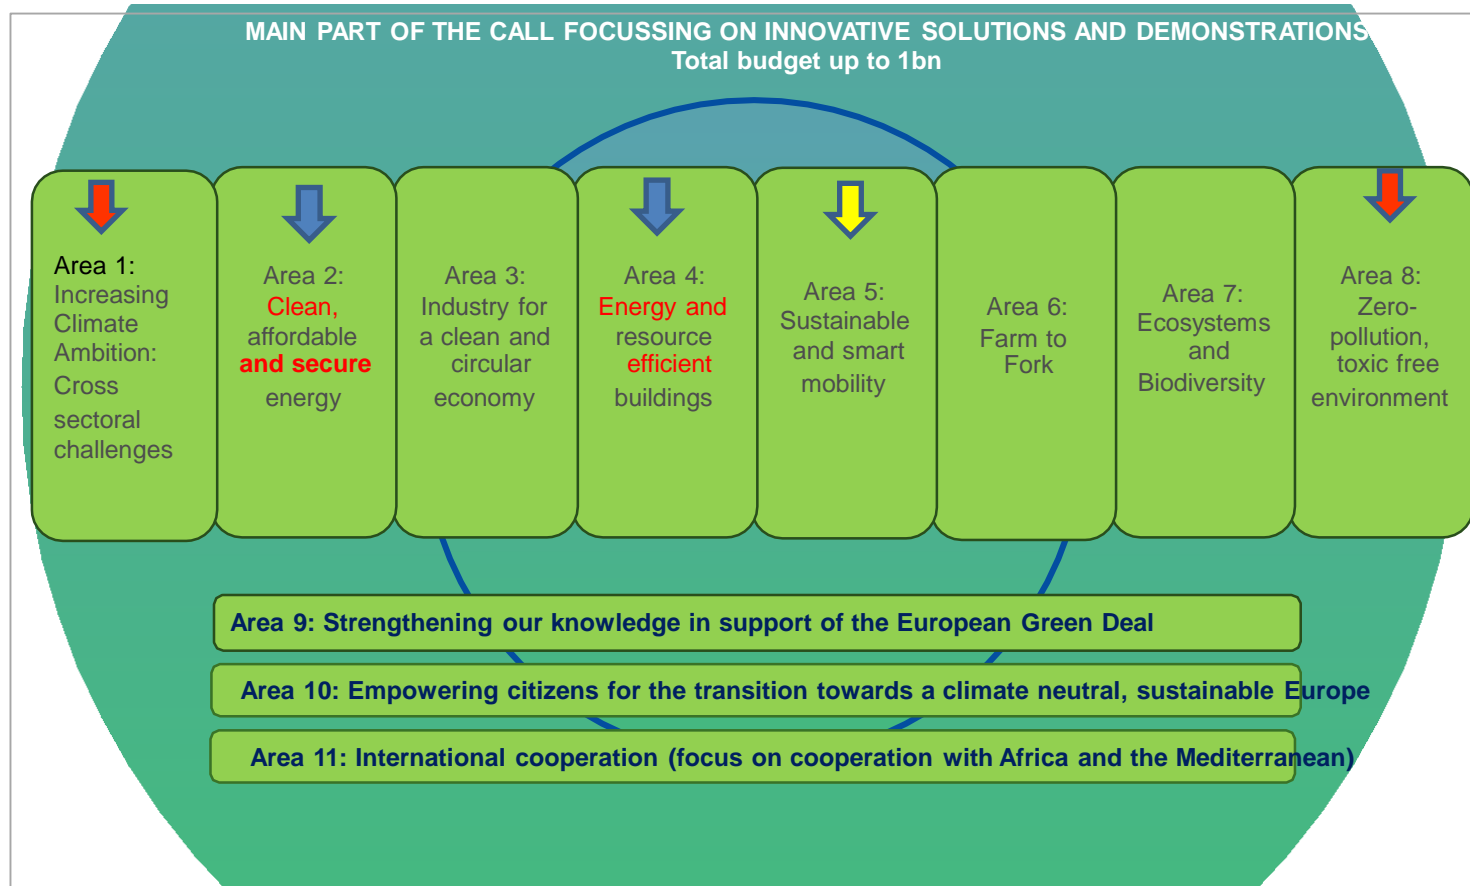 MAIN PART OF THE CALL FOCUSSING ON INNOVATIVE SOLUTIONS AND DEMONSTRATIONS
Total budget up to 1bn
Area 1:
Increasing
Climate
Ambition:
Cross
sectoral
challenges
Area 2:
Clean,
affordable
and secure
energy
Area 3:
Industry for
a clean and
circular
economy
Area 4:
Energy and
resource
efficient
buildings
Area 5:
Sustainable
and smart
mobility
Area 6:
Farm to
Fork
Area 7:
Ecosystems
and
Biodiversity
Area 8:
Zero-
pollution,
toxic free
environment
Area 9: Strengthening our knowledge in support of the European Green Deal
Area 10: Empowering citizens for the transition towards a climate neutral, sustainable Europe
Area 11: International cooperation (focus on cooperation with Africa and the Mediterranean)